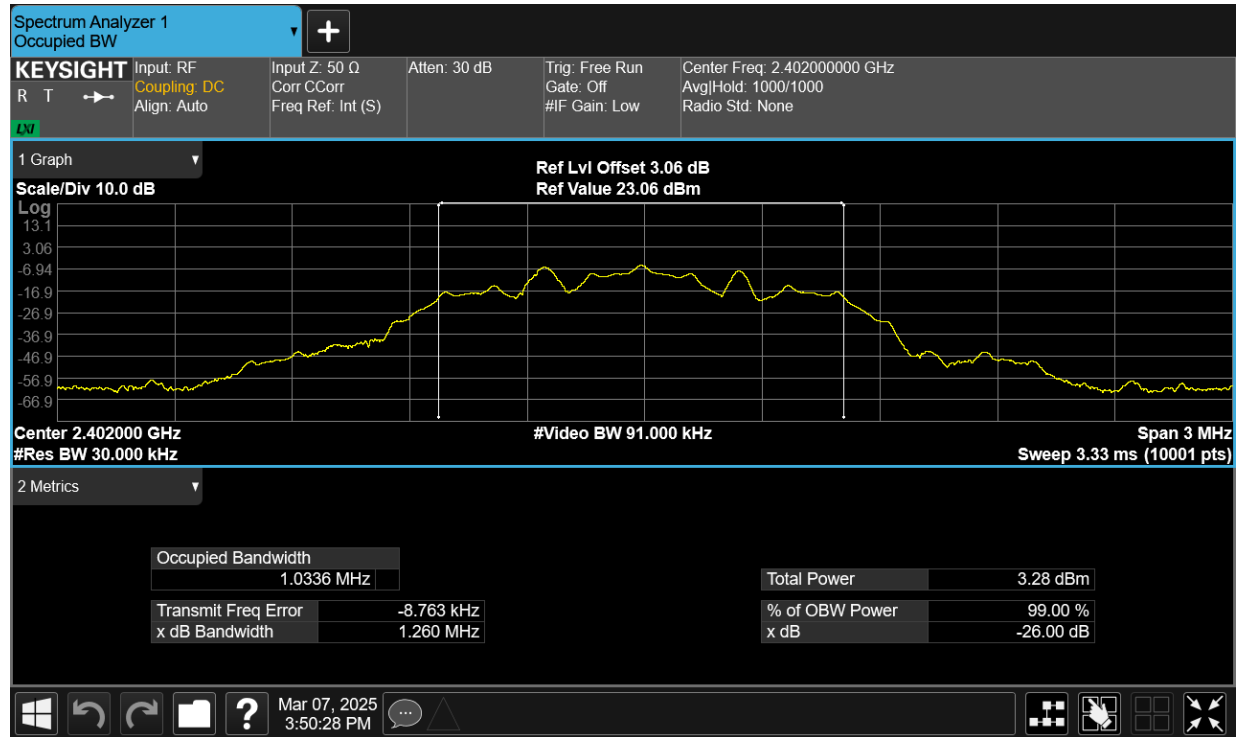 Spectrum Analyzer 1
Occupied BW
KEYSIGHT
R T
LXI
Input: RF
Coupling: DC
Align: Auto
Input Z: 50 Ω
Corr CCorr
Freq Ref: Int (S)
Atten: 30 dB
Trig: Free Run
Gate: Off
#IF Gain: Low
Center Freq: 2.402000000 GHz
Avg|Hold: 1000/1000
Radio Std: None
1 Graph
Scale/Div 10.0 dB
Ref Lvl Offset 3.06 dB
Ref Value 23.06 dBm
Log
13.1
3.06
-6.94
-16.9
-26.9
-36.9
-46.9
-56.9
-66.9
Center 2.402000 GHz
#Video BW 91.000 kHz
Span 3 MHz
#Res BW 30.000 kHz
Sweep 3.33 ms (10001 pts)
2 Metrics
Occupied Bandwidth
1.0336 MHz
Total Power 3.28 dBm
Transmit Freq Error -8.763 kHz
% of OBW Power 99.00 %
x dB Bandwidth 1.260 MHz
x dB -26.00 dB
?
Mar 07, 2025
3:50:28 PM